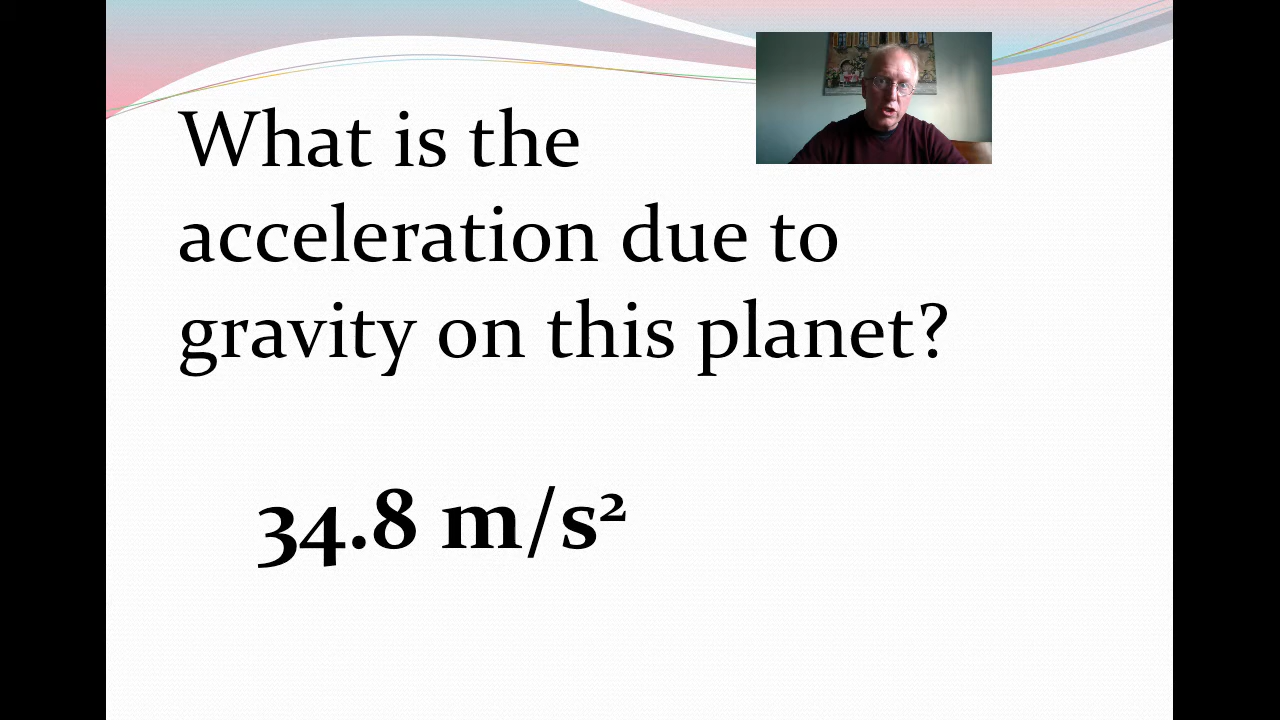 What is the
acceleration due to
gravity on this planet?
34.8 m/s²